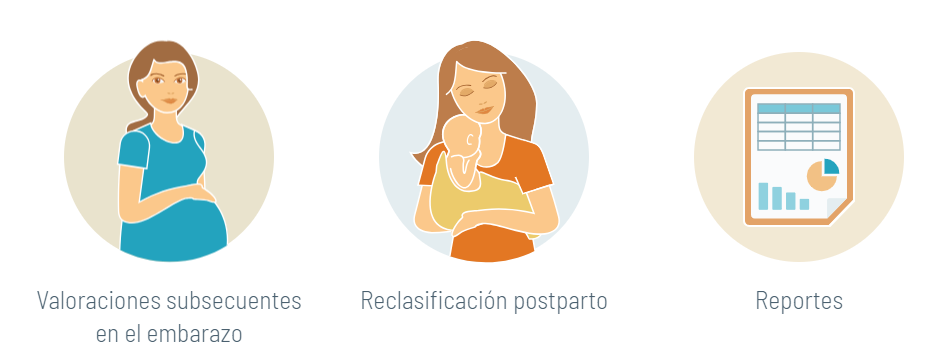 Valoraciones subsecuentes
en el embarazo
Reclasificación postparto
Reportes